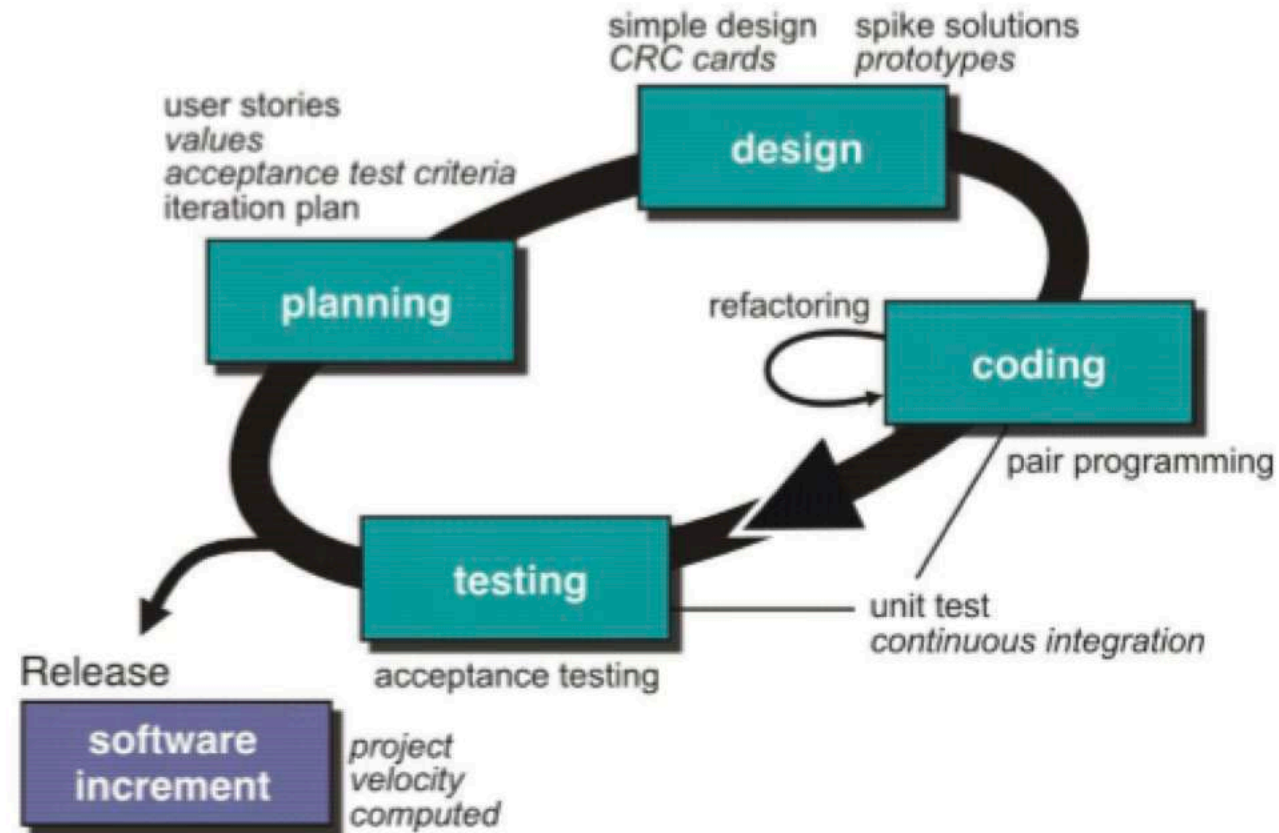 simple design
CRC cards
spike solutions
prototypes
design
user stories
values
acceptance test criteria
iteration plan
planning
refactoring
coding
pair programming
testing
unit test
continuous integration
acceptance testing
Release
software
increment
project
velocity
computed